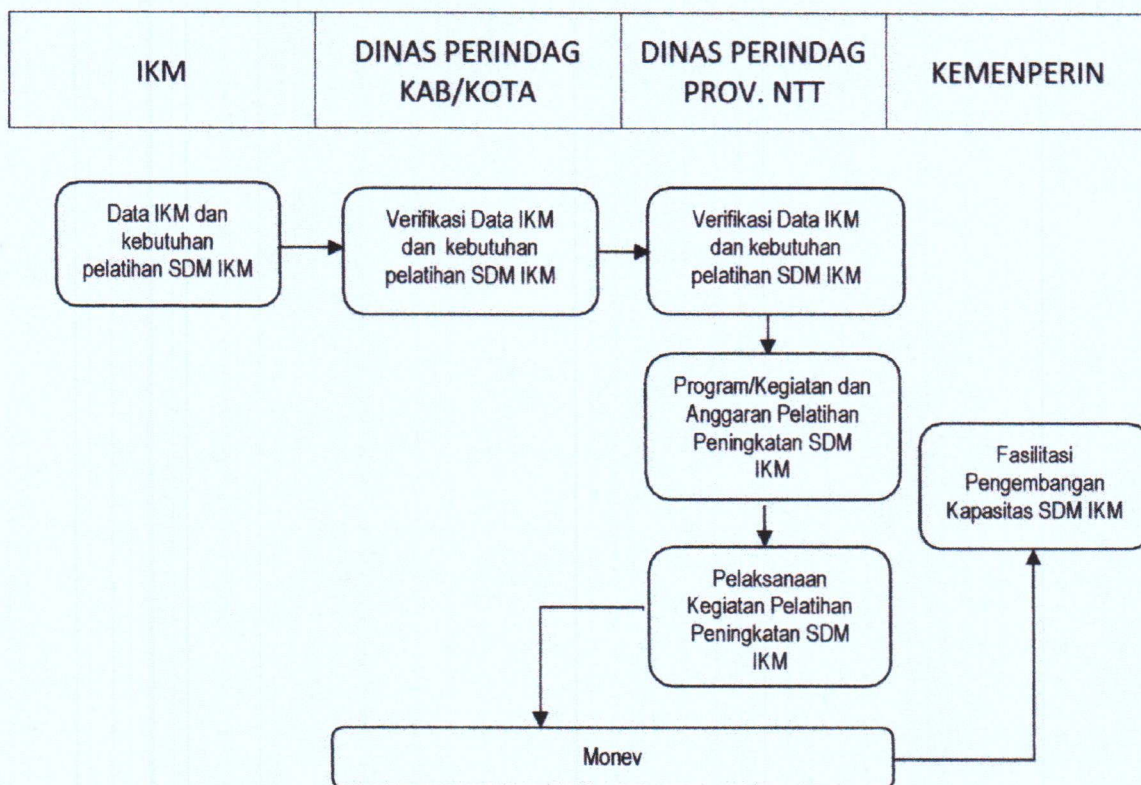 IKM
DINAS PERINDAG
KAB/KOTA
DINAS PERINDAG
PROV. NTT
KEMENPERIN
Data IKM dan
kebutuhan
pelatihan SDM IKM
Verifikasi Data IKM
dan kebutuhan
pelatihan SDM IKM
Verifikasi Data IKM
dan kebutuhan
pelatihan SDM IKM
Program/Kegiatan dan
Anggaran Pelatihan
Peningkatan SDM
IKM
Fasilitasi
Pengembangan
Kapasitas SDM IKM
Pelaksanaan
Kegiatan Pelatihan
Peningkatan SDM
IKM
Monev